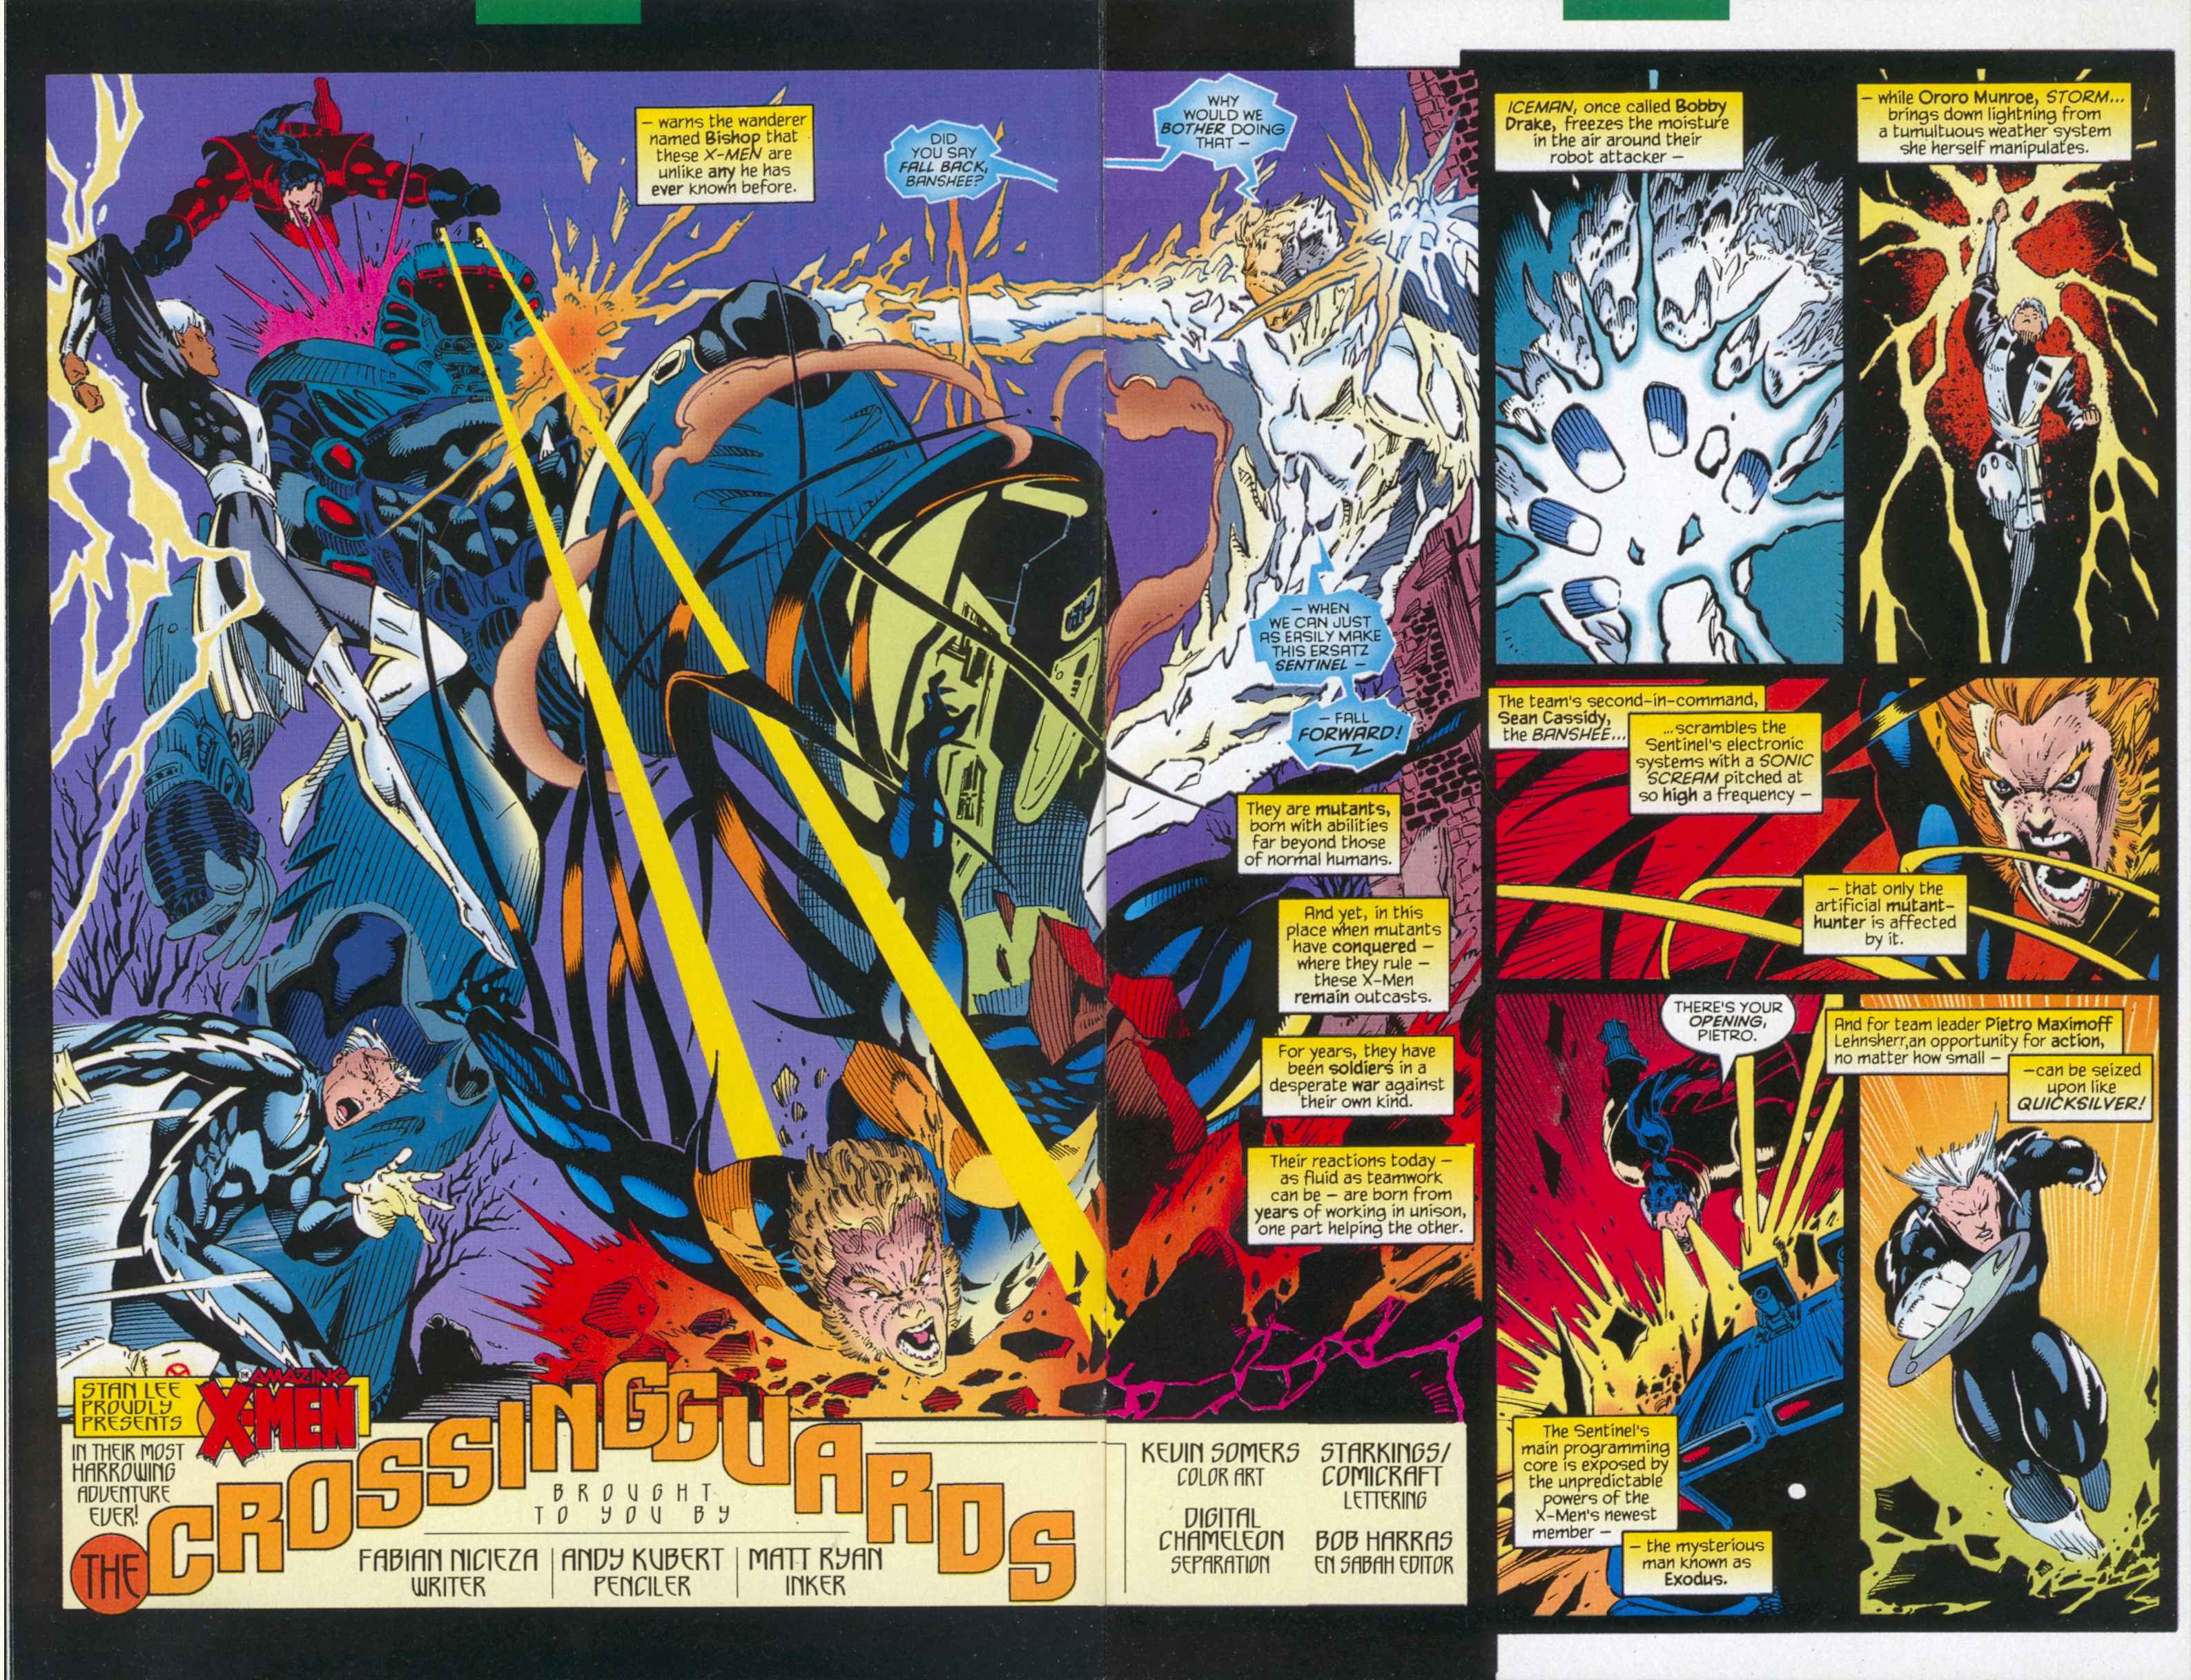 – warns the wanderer
named Bishop that
these X-MEN are
unlike any he has
ever known before.
DID
YOU SAY
FALL BACK,
BANSHEE?
WHY
WOULD WE
BOTHER DOING
THAT –
– WHEN
WE CAN JUST
AS EASILY MAKE
THIS ERSATZ
SENTINEL –
– FALL
FORWARD!
They are mutants,
born with abilities
far beyond those
of normal humans.
And yet, in this
place when mutants
have conquered –
where they rule –
these X-Men
remain outcasts.
For years, they have
been soldiers in a
desperate war against
their own kind.
Their reactions today –
as fluid as teamwork
can be – are born from
years of working in unison,
one part helping the other.
STAN LEE
PROUDLY
PRESENTS
THE AMAZING
X-MEN
IN THEIR MOST
HARROWING
ADVENTURE
EVER!
THE
CROSSING GUARDS
BROUGHT
TO YOU BY
FABIAN NICIEZA
WRITER
ANDY KUBERT
PENCILER
MATT RYAN
INKER
KEVIN SOMERS
COLOR ART
STARKINGS/
COMICRAFT
LETTERING
DIGITAL
CHAMELEON
SEPARATION
BOB HARRAS
EN SABAH EDITOR
ICEMAN, once called Bobby
Drake, freezes the moisture
in the air around their
robot attacker –
– while Ororo Munroe, STORM...
brings down lightning from
a tumultuous weather system
she herself manipulates.
The team's second-in-command,
Sean Cassidy,
the BANSHEE...
...scrambles the
Sentinel's electronic
systems with a SONIC
SCREAM pitched at
so high a frequency –
– that only the
artificial mutant-
hunter is affected
by it.
THERE'S YOUR
OPENING,
PIETRO.
The Sentinel's
main programming
core is exposed by
the unpredictable
powers of the
X-Men's newest
member –
– the mysterious
man known as
Exodus.
And for team leader Pietro Maximoff
Lehnsherr,an opportunity for action,
no matter how small –
–can be seized
upon like
QUICKSILVER!